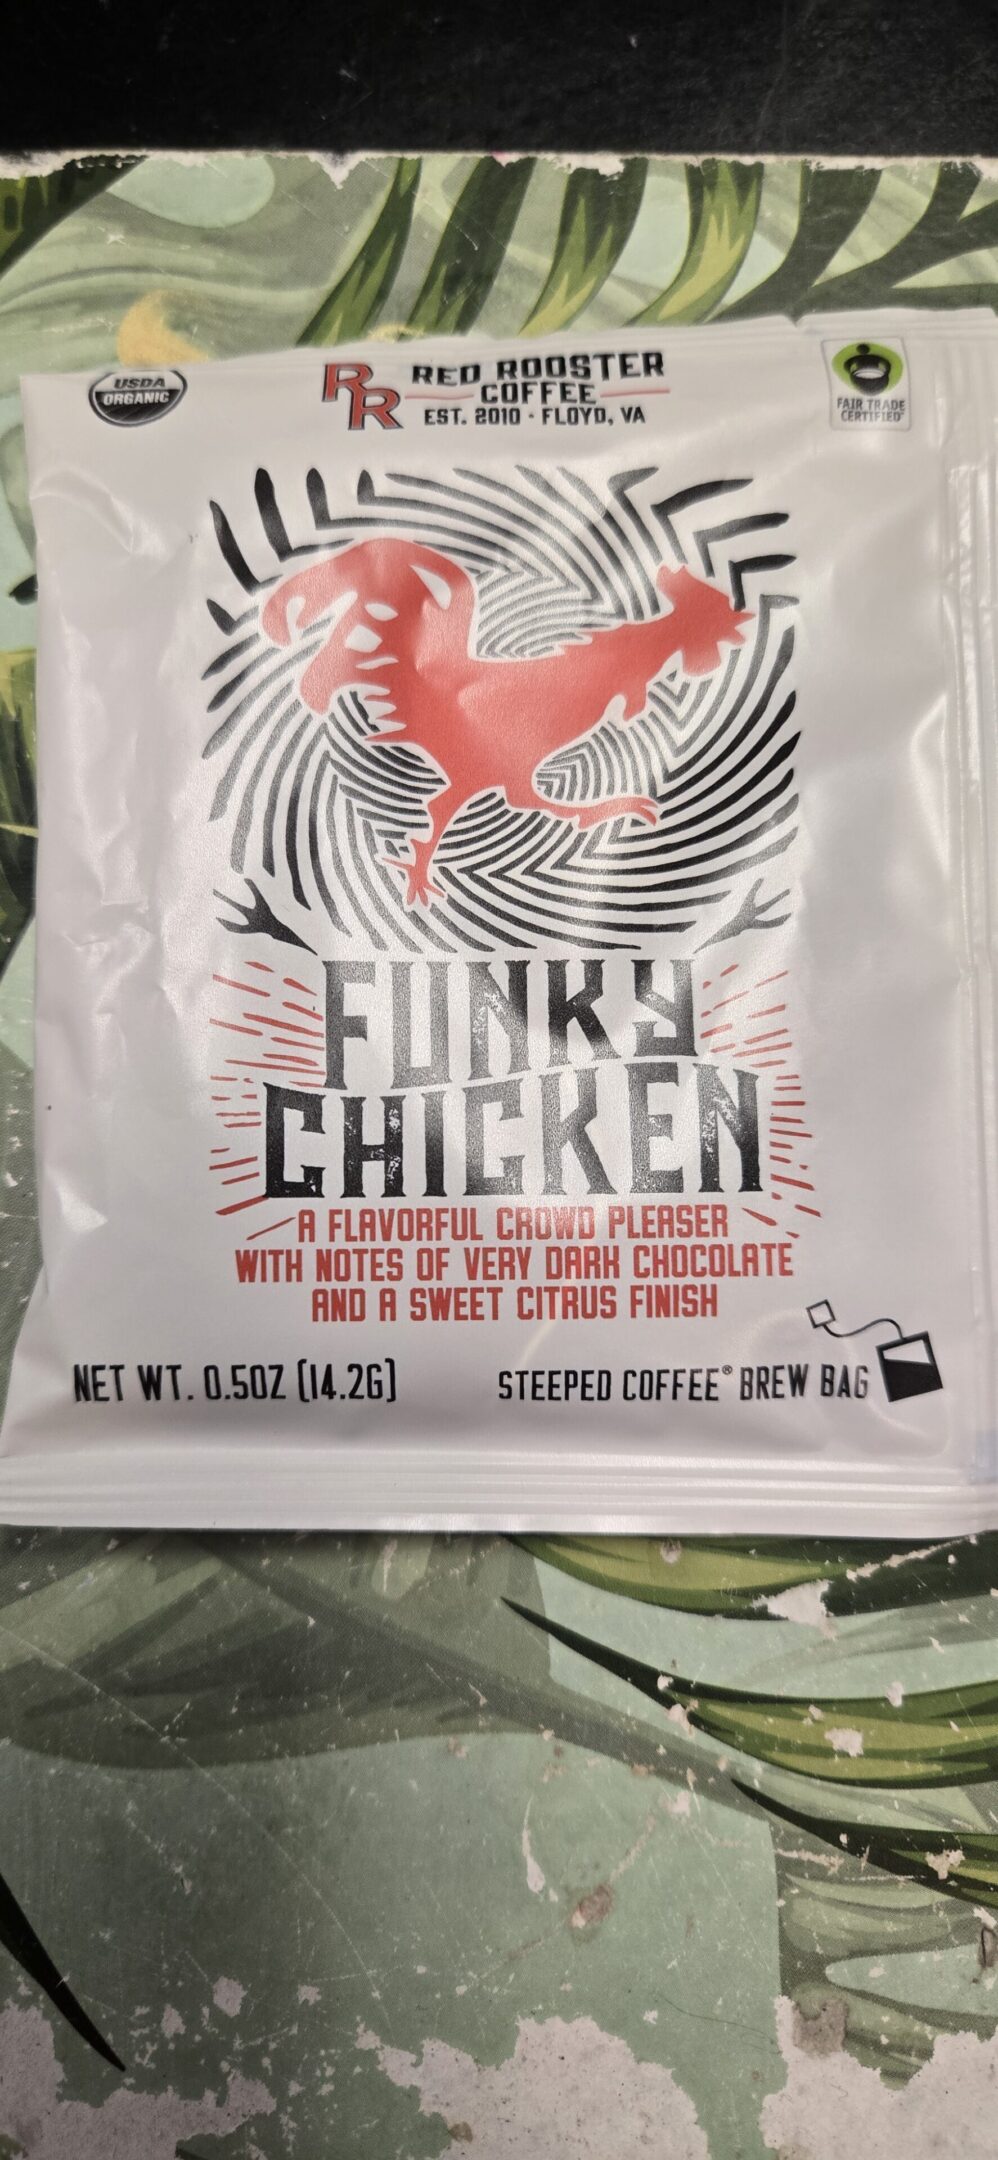 USDA
ORGANIC
RR
RED ROOSTER
COFFEE
EST. 2010 · FLOYD, VA
FAIR TRADE
CERTIFIED™
FUNKY
CHICKEN
A FLAVORFUL CROWD PLEASER
WITH NOTES OF VERY DARK CHOCOLATE
AND A SWEET CITRUS FINISH
NET WT. 0.5OZ (14.2G)
STEEPED COFFEE® BREW BAG